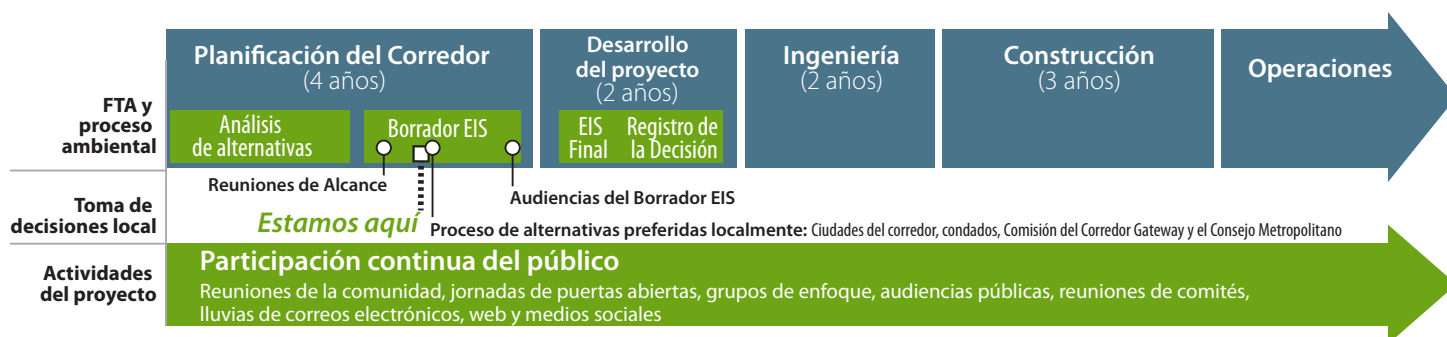 FTA y
proceso
ambiental
Planificación del Corredor
(4 años)
Análisis
de alternativas
Borrador EIS
Desarrollo
del proyecto
(2 años)
EIS
Final
Registro de
la Decisión
Ingeniería
(2 años)
Construcción
(3 años)
Operaciones
Reuniones de Alcance
Audiencias del Borrador EIS
Toma de
decisiones local
Estamos aquí
Proceso de alternativas preferidas localmente: Ciudades del corredor, condados, Comisión del Corredor Gateway y el Consejo Metropolitano
Actividades
del proyecto
Participación continua del público
Reuniones de la comunidad, jornadas de puertas abiertas, grupos de enfoque, audiencias públicas, reuniones de comités,
lluvias de correos electrónicos, web y medios sociales